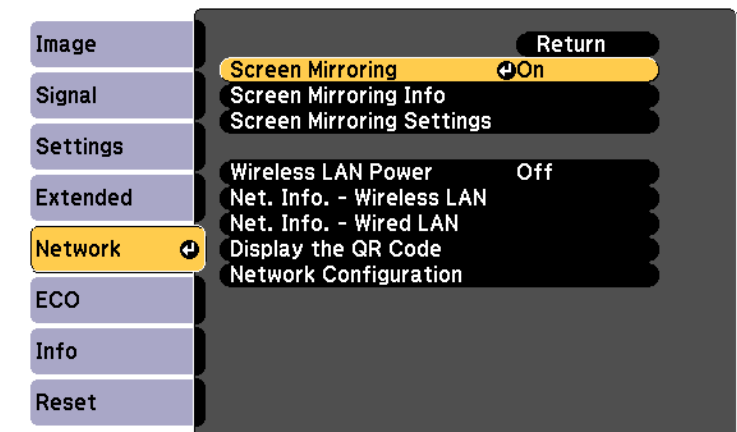 Image
Signal
Settings
Extended
Network
ECO
Info
Reset
Return
Screen Mirroring On
Screen Mirroring Info
Screen Mirroring Settings
Wireless LAN Power Off
Net. Info. - Wireless LAN
Net. Info. - Wired LAN
Display the QR Code
Network Configuration